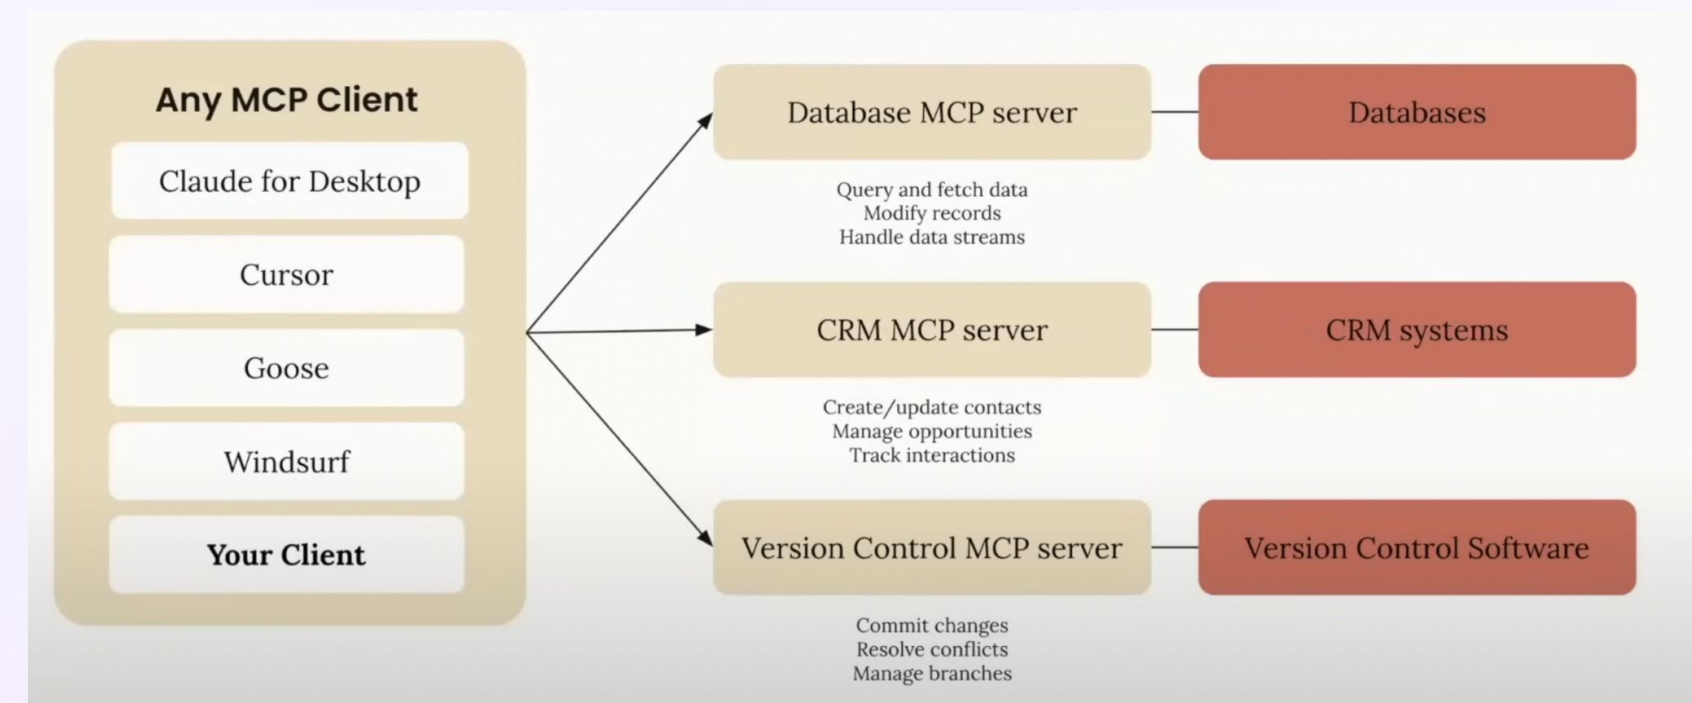 Any MCP Client
Claude for Desktop
Cursor
Goose
Windsurf
Your Client
Database MCP server
Databases
Query and fetch data
Modify records
Handle data streams
CRM MCP server
CRM systems
Create/update contacts
Manage opportunities
Track interactions
Version Control MCP server
Version Control Software
Commit changes
Resolve conflicts
Manage branches